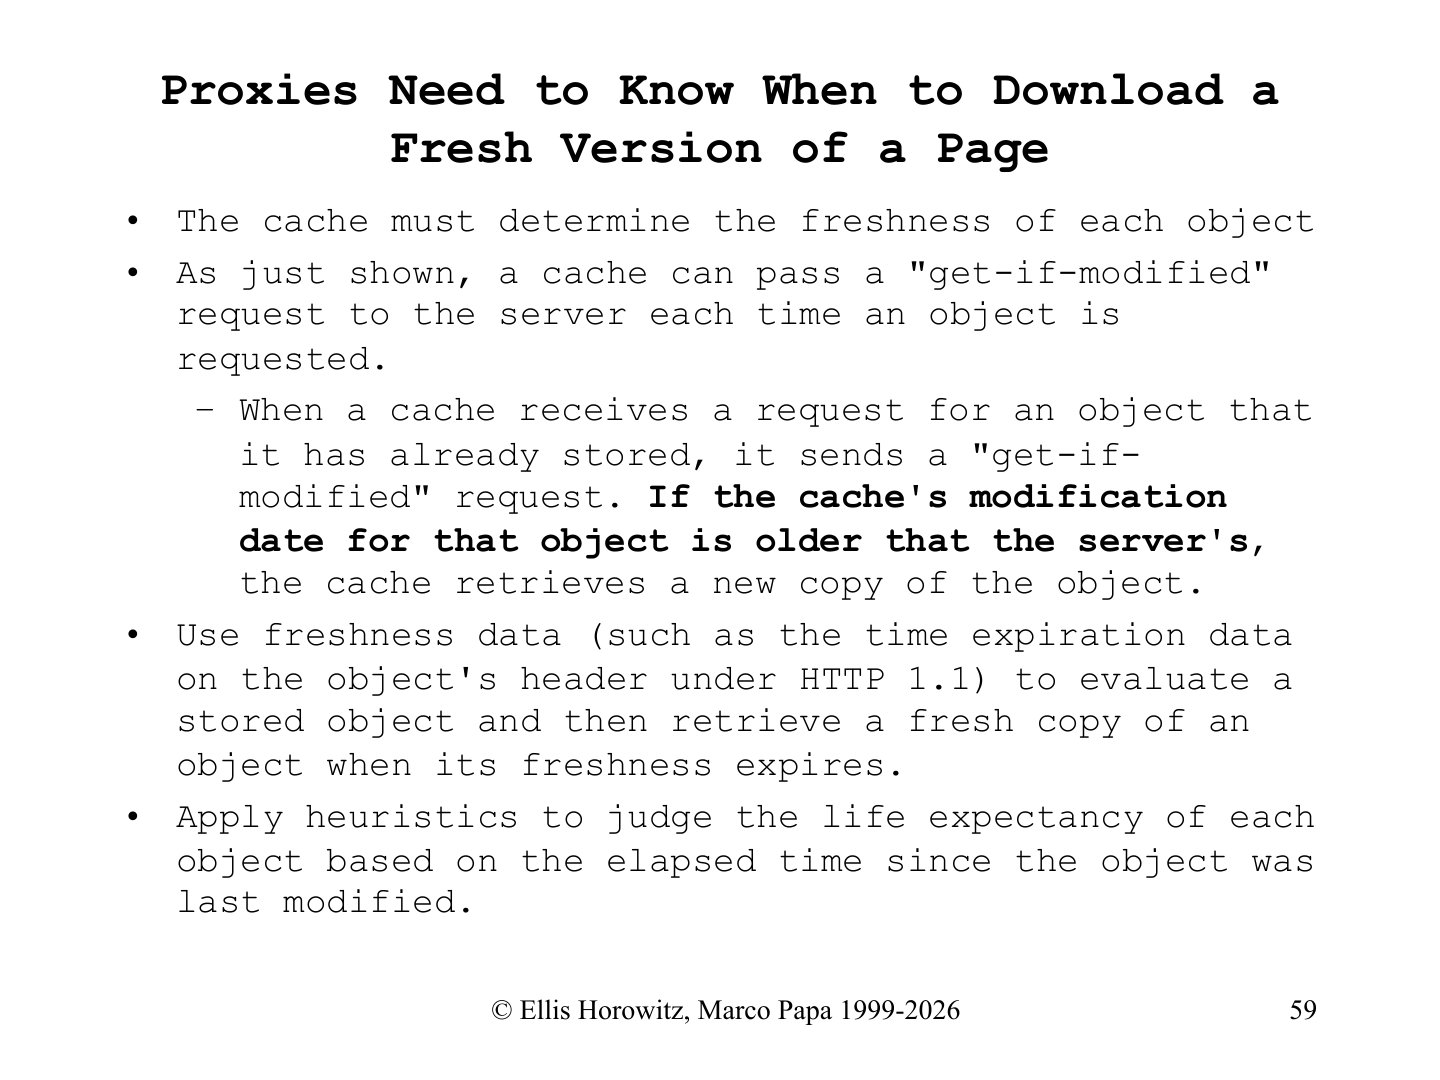 Proxies Need to Know When to Download a
Fresh Version of a Page
• The cache must determine the freshness of each object
• As just shown, a cache can pass a "get-if-modified"
request to the server each time an object is
requested.
– When a cache receives a request for an object that
it has already stored, it sends a "get-if-
modified" request. If the cache's modification
date for that object is older that the server's,
the cache retrieves a new copy of the object.
• Use freshness data (such as the time expiration data
on the object's header under HTTP 1.1) to evaluate a
stored object and then retrieve a fresh copy of an
object when its freshness expires.
• Apply heuristics to judge the life expectancy of each
object based on the elapsed time since the object was
last modified.
© Ellis Horowitz, Marco Papa 1999-2026
59